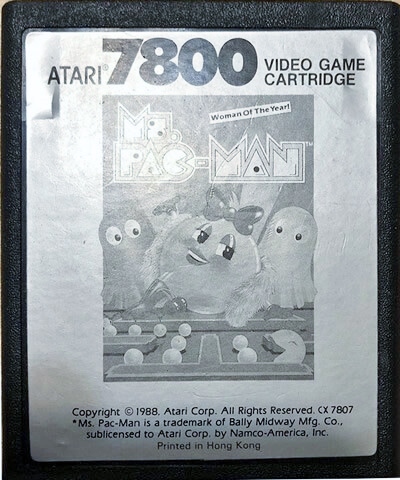 ATARI® 7800 VIDEO GAME
CARTRIDGE
Woman Of The Year!
Ms.
PAC-MAN™
Copyright © 1988, Atari Corp. All Rights Reserved. CX 7807
*Ms. Pac-Man is a trademark of Bally Midway Mfg. Co.,
sublicensed to Atari Corp. by Namco-America, Inc.
Printed in Hong Kong